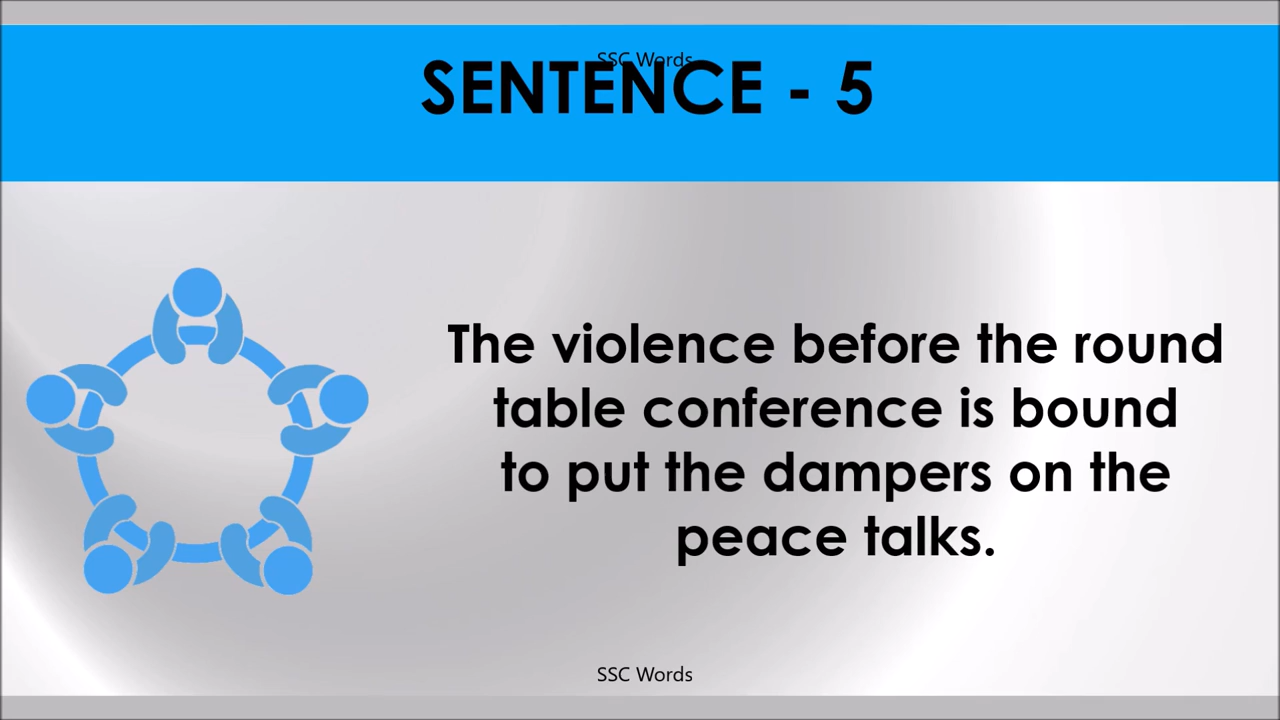 SSC Words
SENTENCE - 5
The violence before the round
table conference is bound
to put the dampers on the
peace talks.
SSC Words